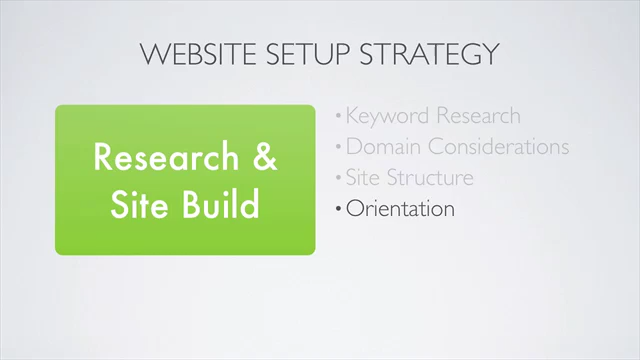 WEBSITE SETUP STRATEGY
Research &
Site Build
• Keyword Research
• Domain Considerations
• Site Structure
• Orientation